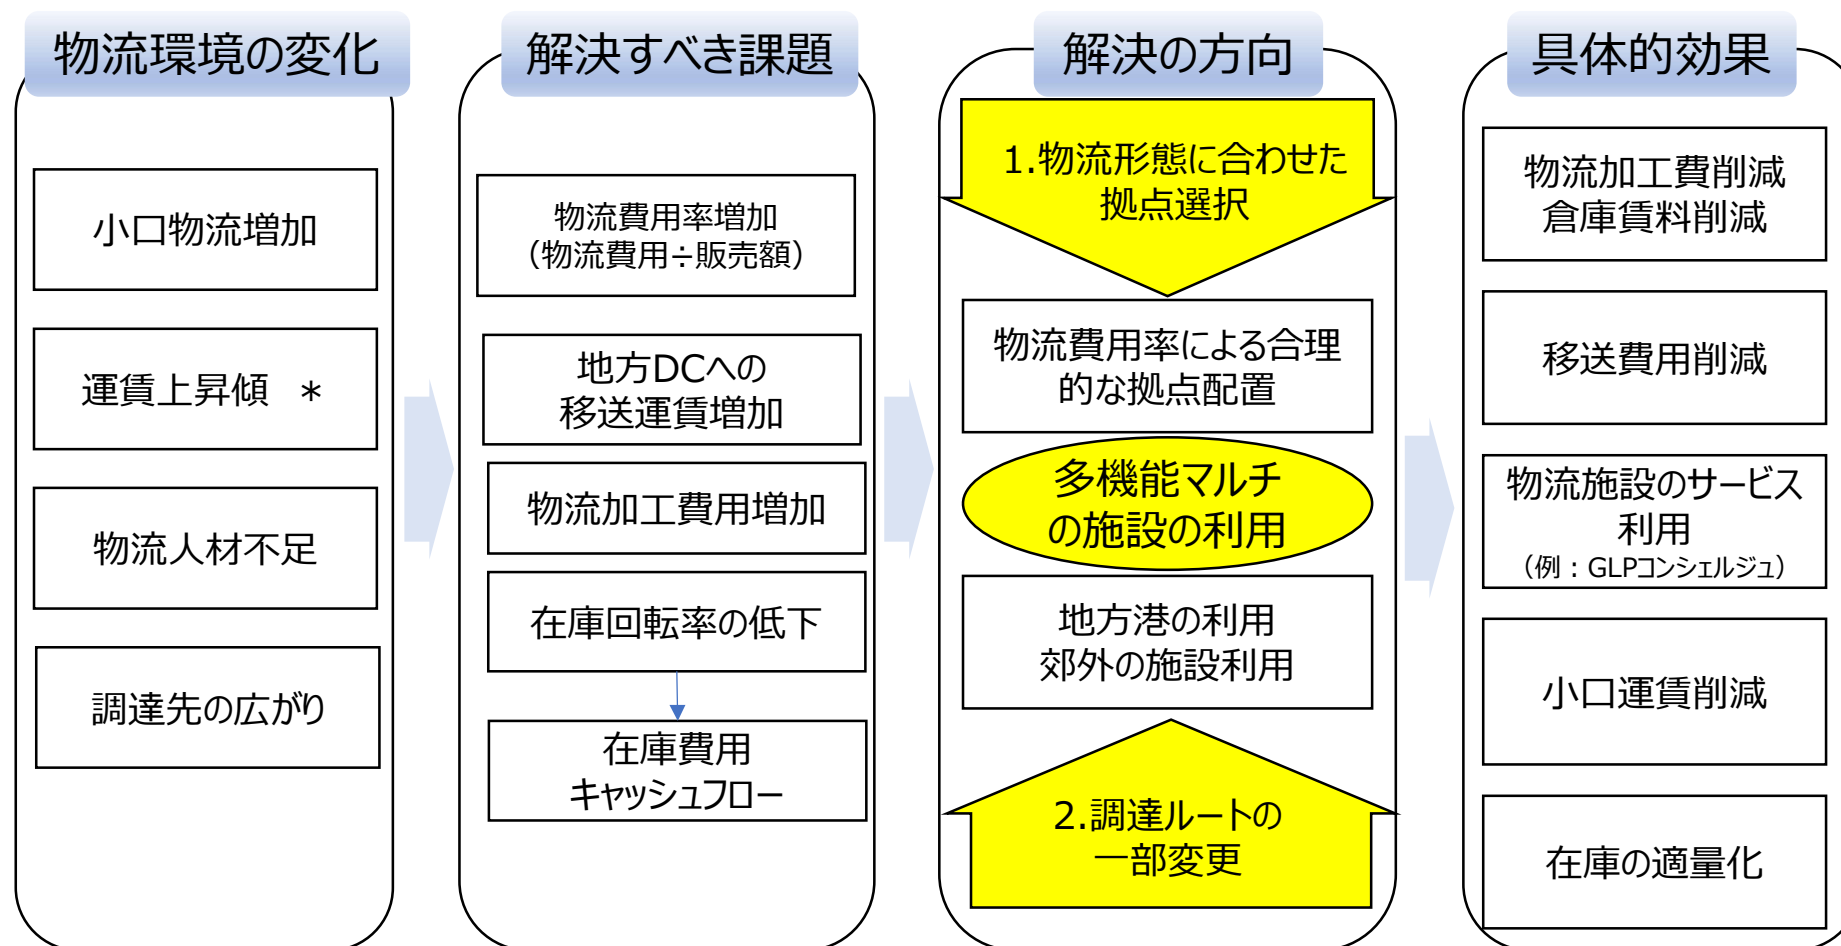 物流環境の変化
小口物流増加
運賃上昇傾　＊
物流人材不足
調達先の広がり
解決すべき課題
物流費用率増加
（物流費用÷販売額）
地方DCへの
移送運賃増加
物流加工費用増加
在庫回転率の低下
在庫費用
キャッシュフロー
解決の方向
1.物流形態に合わせた
拠点選択
物流費用率による合理
的な拠点配置
多機能マルチ
の施設の利用
地方港の利用
郊外の施設利用
2.調達ルートの
一部変更
具体的効果
物流加工費削減
倉庫賃料削減
移送費用削減
物流施設のサービス
利用
（例：GLPコンシェルジュ）
小口運賃削減
在庫の適量化